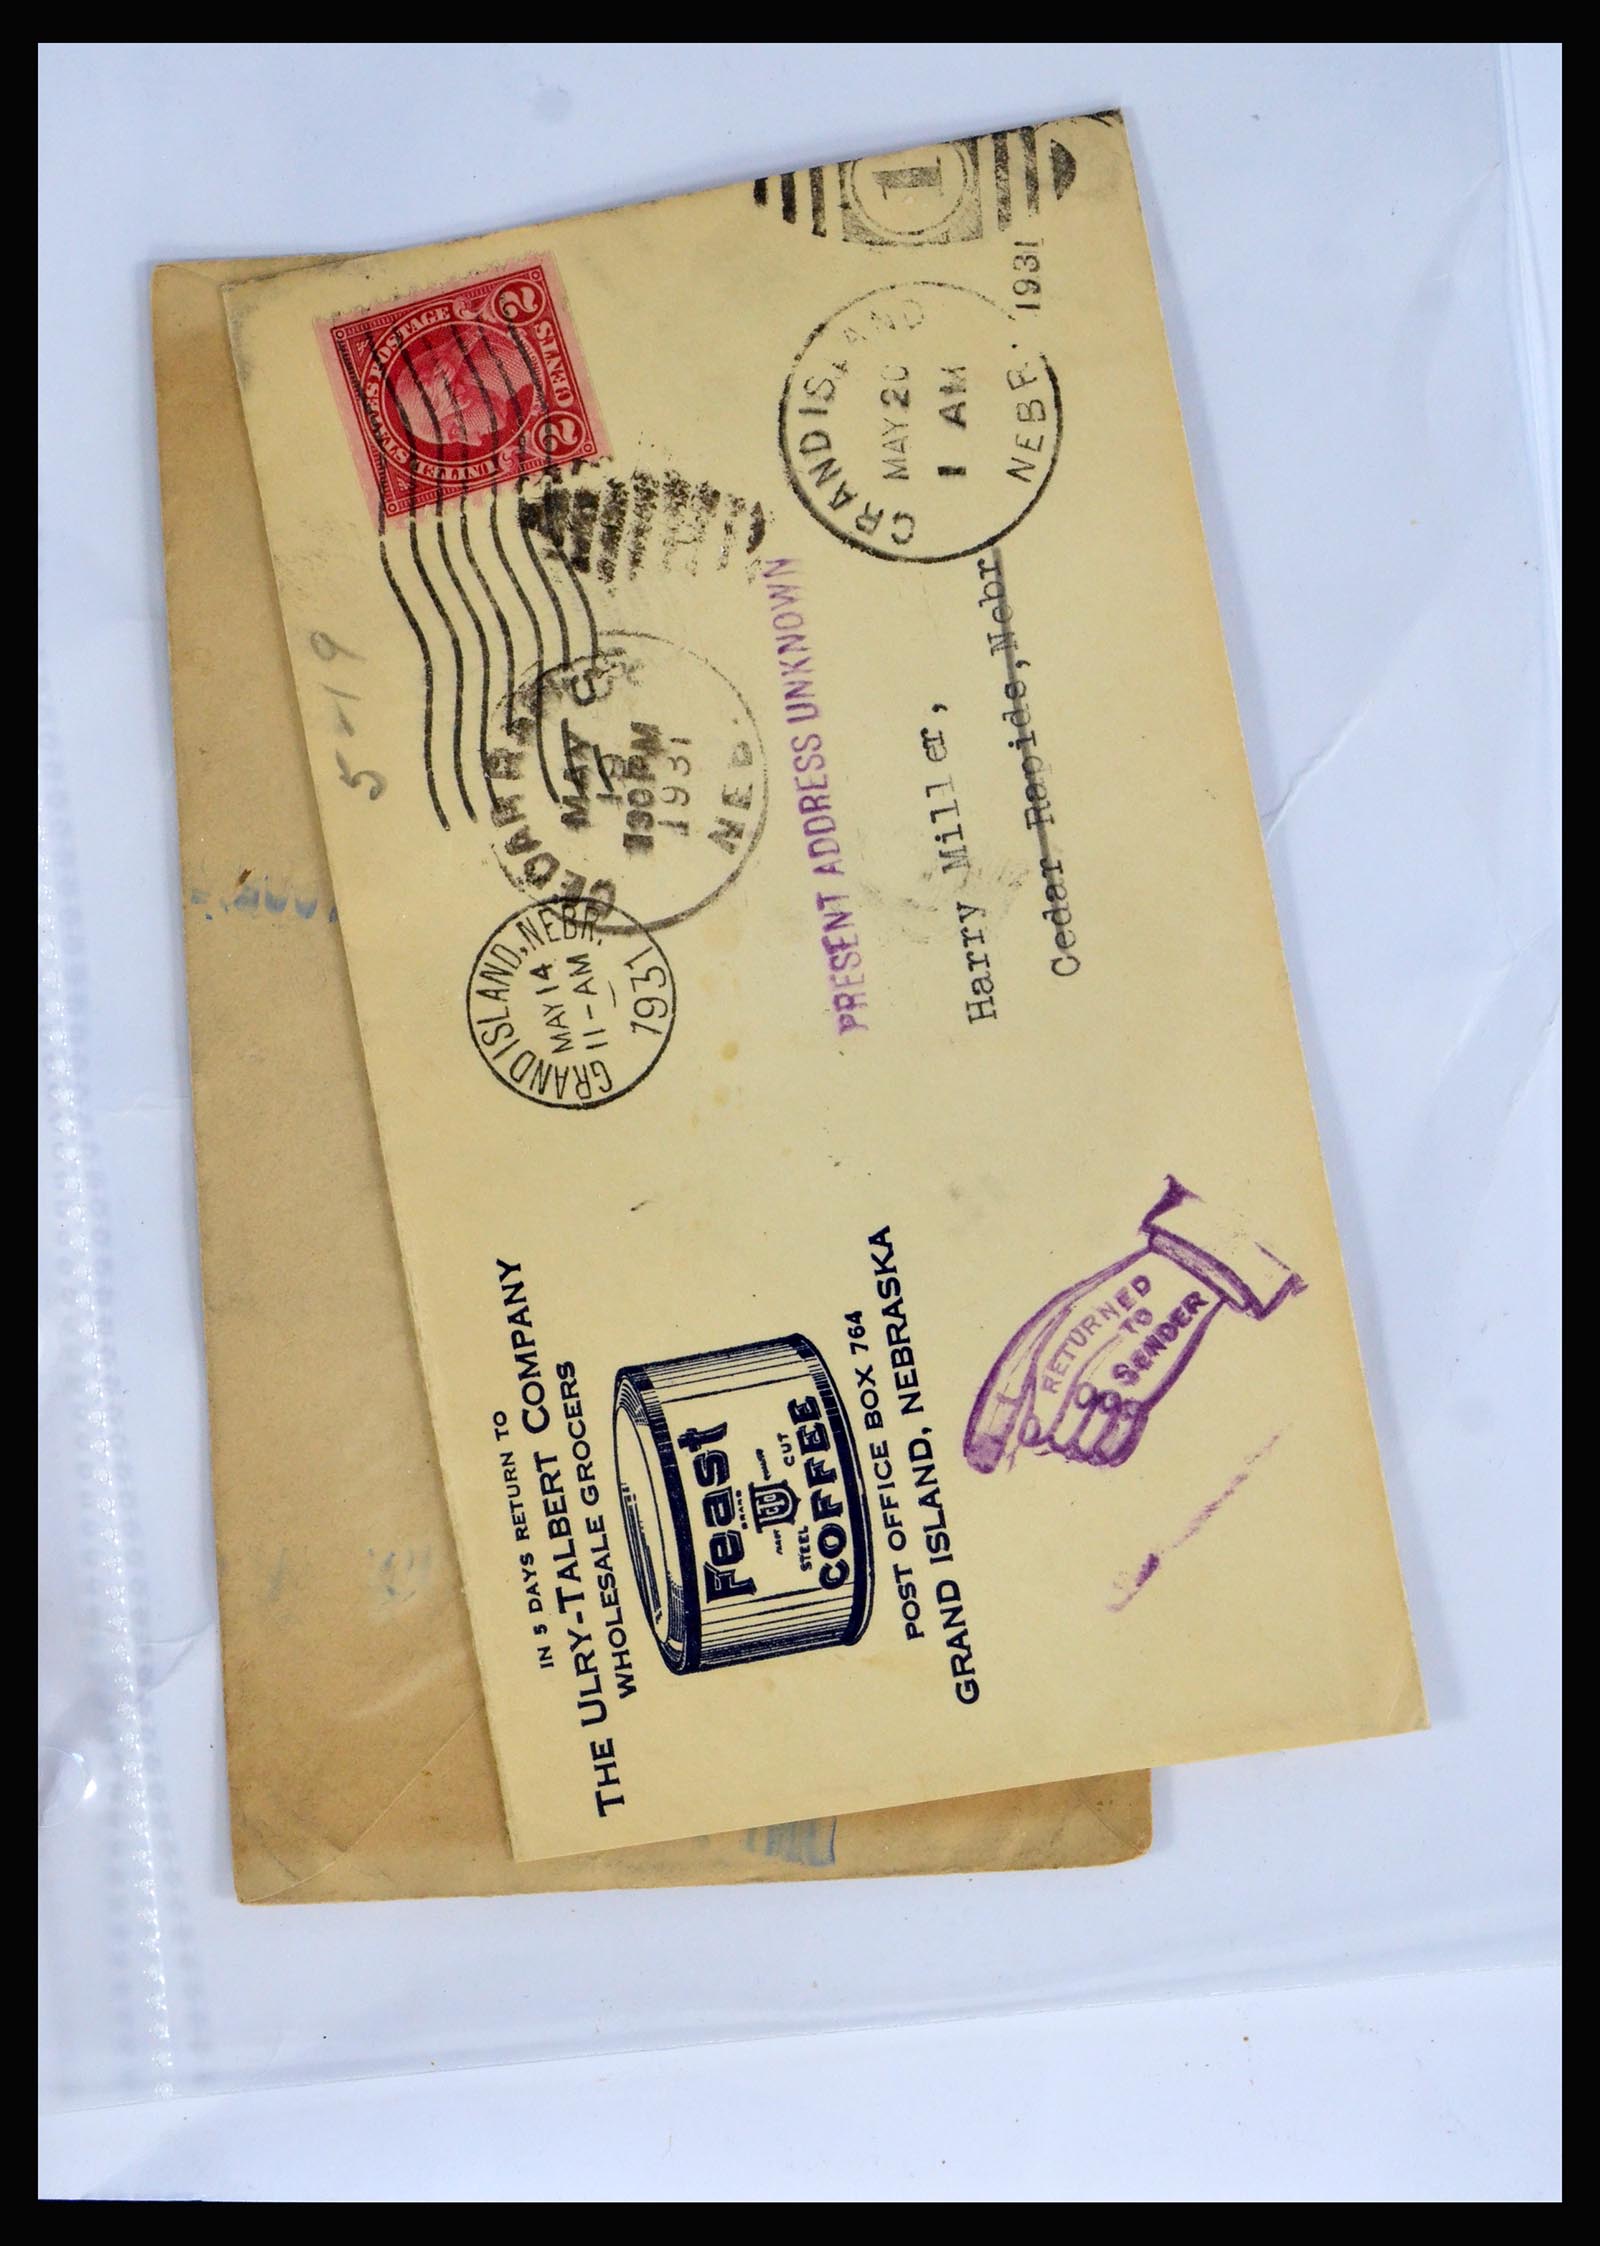 IN 5 DAYS RETURN TO
THE ULRY-TALBERT COMPANY
WHOLESALE GROCERS
Feast
BRAND
STEEL CUT
COFFEE
POST OFFICE BOX 764
GRAND ISLAND, NEBRASKA
5-19
GRAND ISLAND, NEBR.
MAY 14
11-AM
1931
UNITED STATES POSTAGE
2 CENTS 2
MAY
19
1931
NEB.
PRESENT ADDRESS UNKNOWN
Harry Miller,
Cedar Rapids, Nebr
GRAND ISLAND
MAY 20
1 AM
NEBR.
1931
1
RETURNED
TO
SENDER